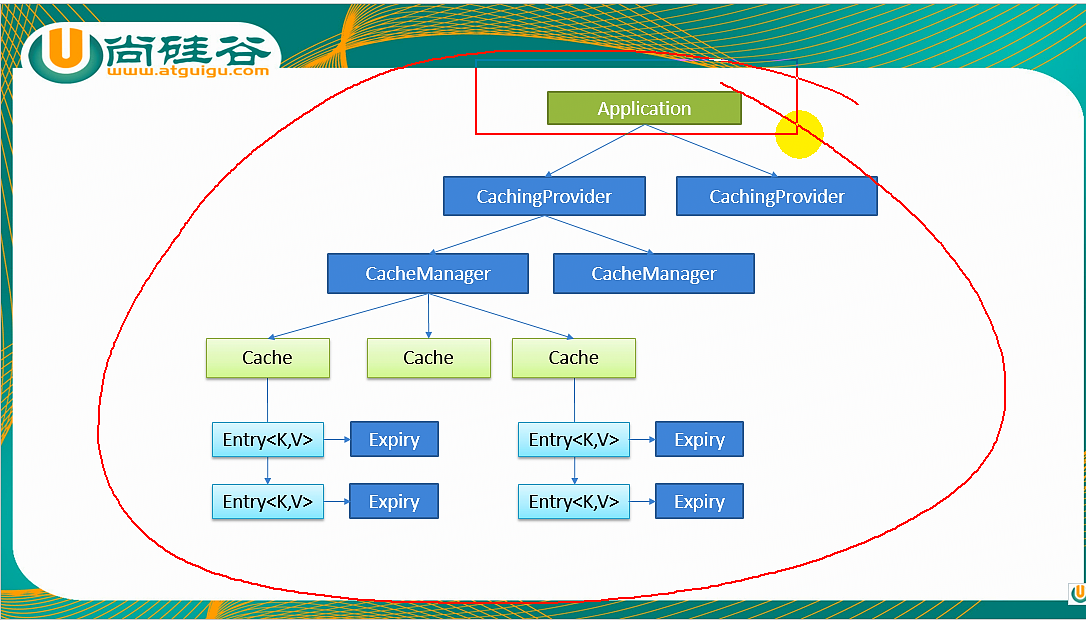 尚硅谷
www.atguigu.com
Application
CachingProvider CachingProvider
CacheManager CacheManager
Cache Cache Cache
Entry<K,V> Expiry Entry<K,V> Expiry
Entry<K,V> Expiry Entry<K,V> Expiry